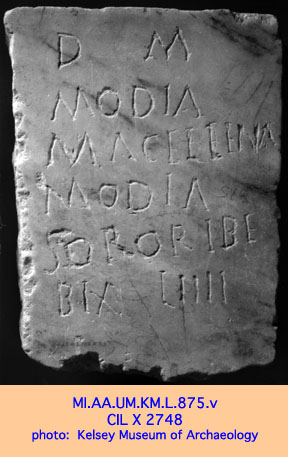 D M
MODIA
MACELLINA
MODIA
SORORIBE
BIX LIIII
MI.AA.UM.KM.L.875.v
CIL X 2748
photo: Kelsey Museum of Archaeology